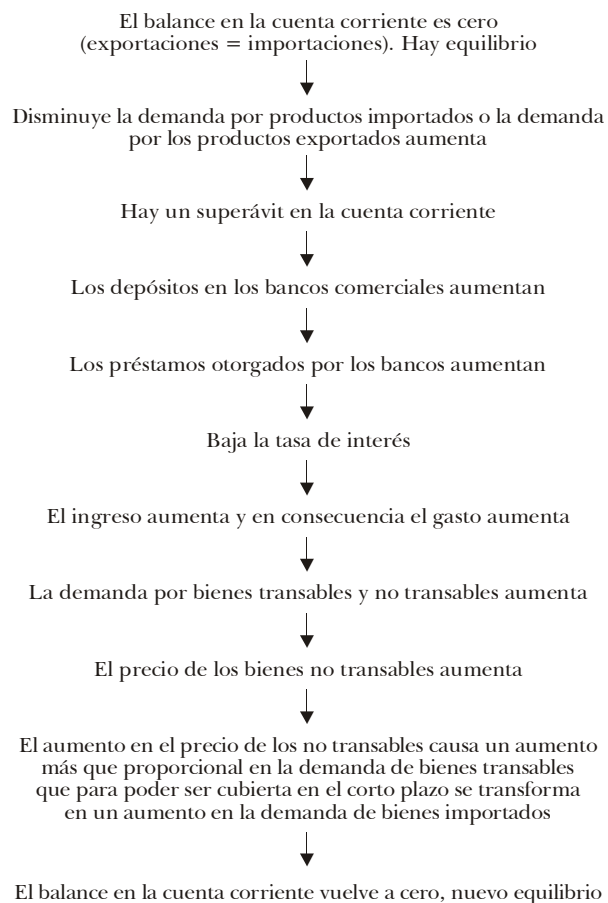 El balance en la cuenta corriente es cero
(exportaciones = importaciones). Hay equilibrio
Disminuye la demanda por productos importados o la demanda
por los productos exportados aumenta
Hay un superávit en la cuenta corriente
Los depósitos en los bancos comerciales aumentan
Los préstamos otorgados por los bancos aumentan
Baja la tasa de interés
El ingreso aumenta y en consecuencia el gasto aumenta
La demanda por bienes transables y no transables aumenta
El precio de los bienes no transables aumenta
El aumento en el precio de los no transables causa un aumento
más que proporcional en la demanda de bienes transables
que para poder ser cubierta en el corto plazo se transforma
en un aumento en la demanda de bienes importados
El balance en la cuenta corriente vuelve a cero, nuevo equilibrio